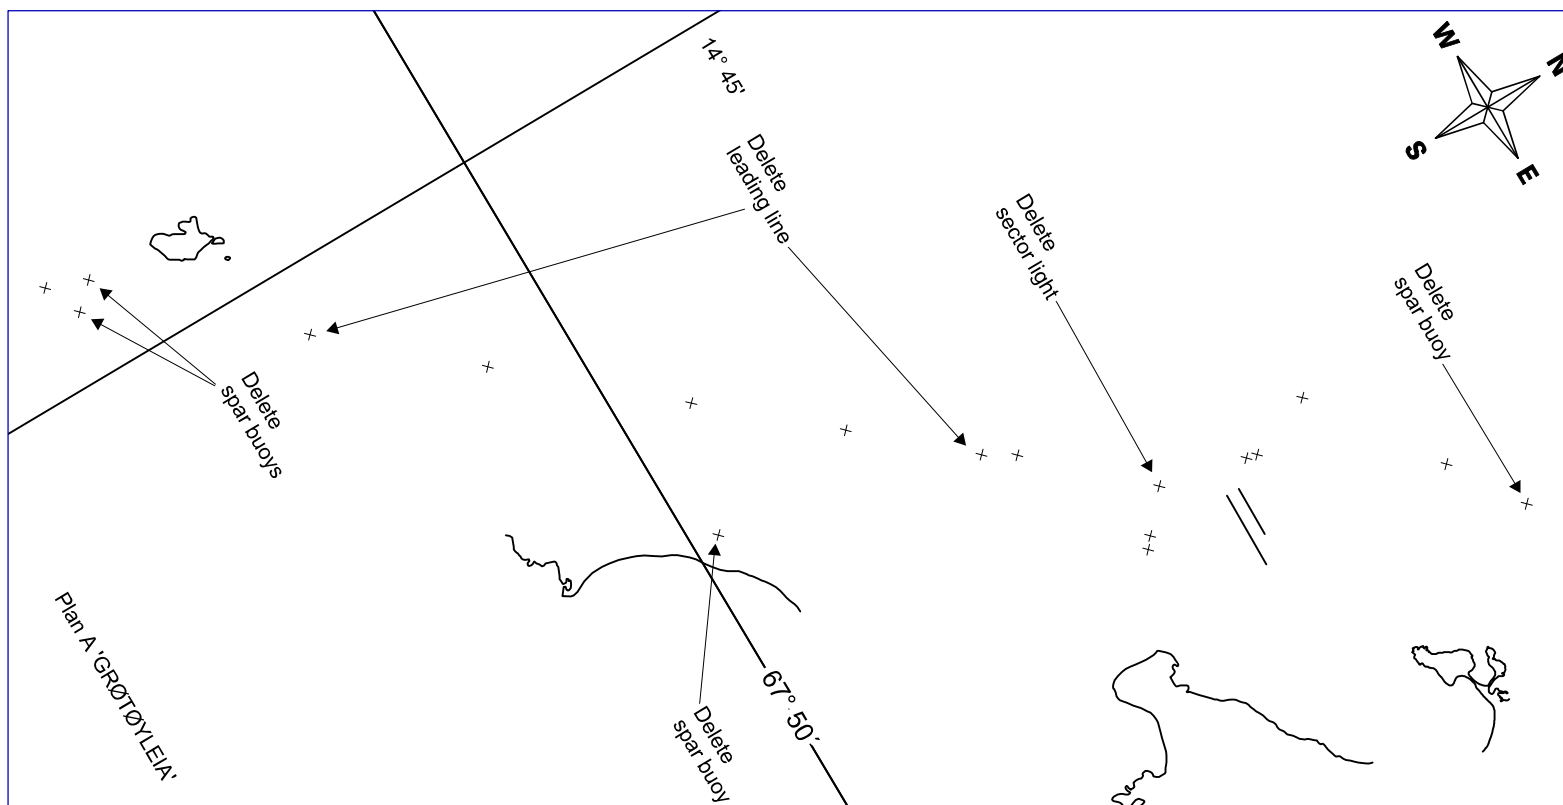 14° 45'
W
N
S
E
Delete
leading line
Delete
sector light
Delete
spar buoy
Delete
spar buoys
Plan A 'GRØTØYLEIA'
67° 50´
Delete
spar buoy